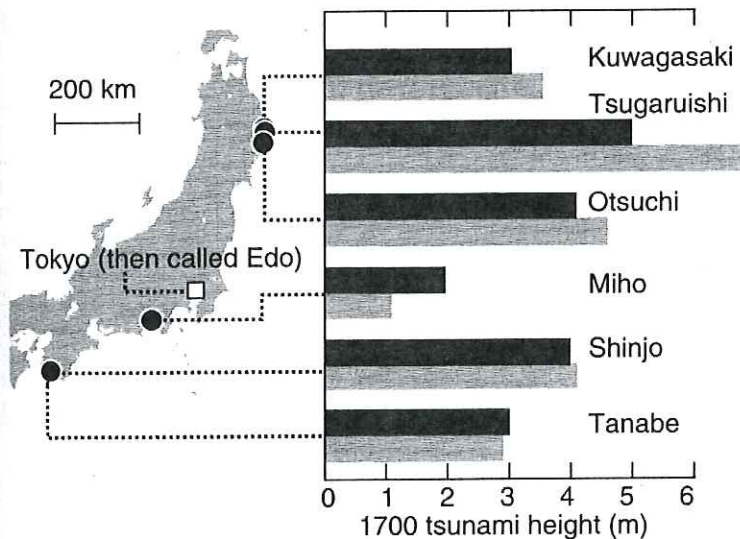 200 km
Tokyo (then called Edo)
Kuwagasaki
Tsugaruishi
Otsuchi
Miho
Shinjo
Tanabe
0 1 2 3 4 5 6
1700 tsunami height (m)